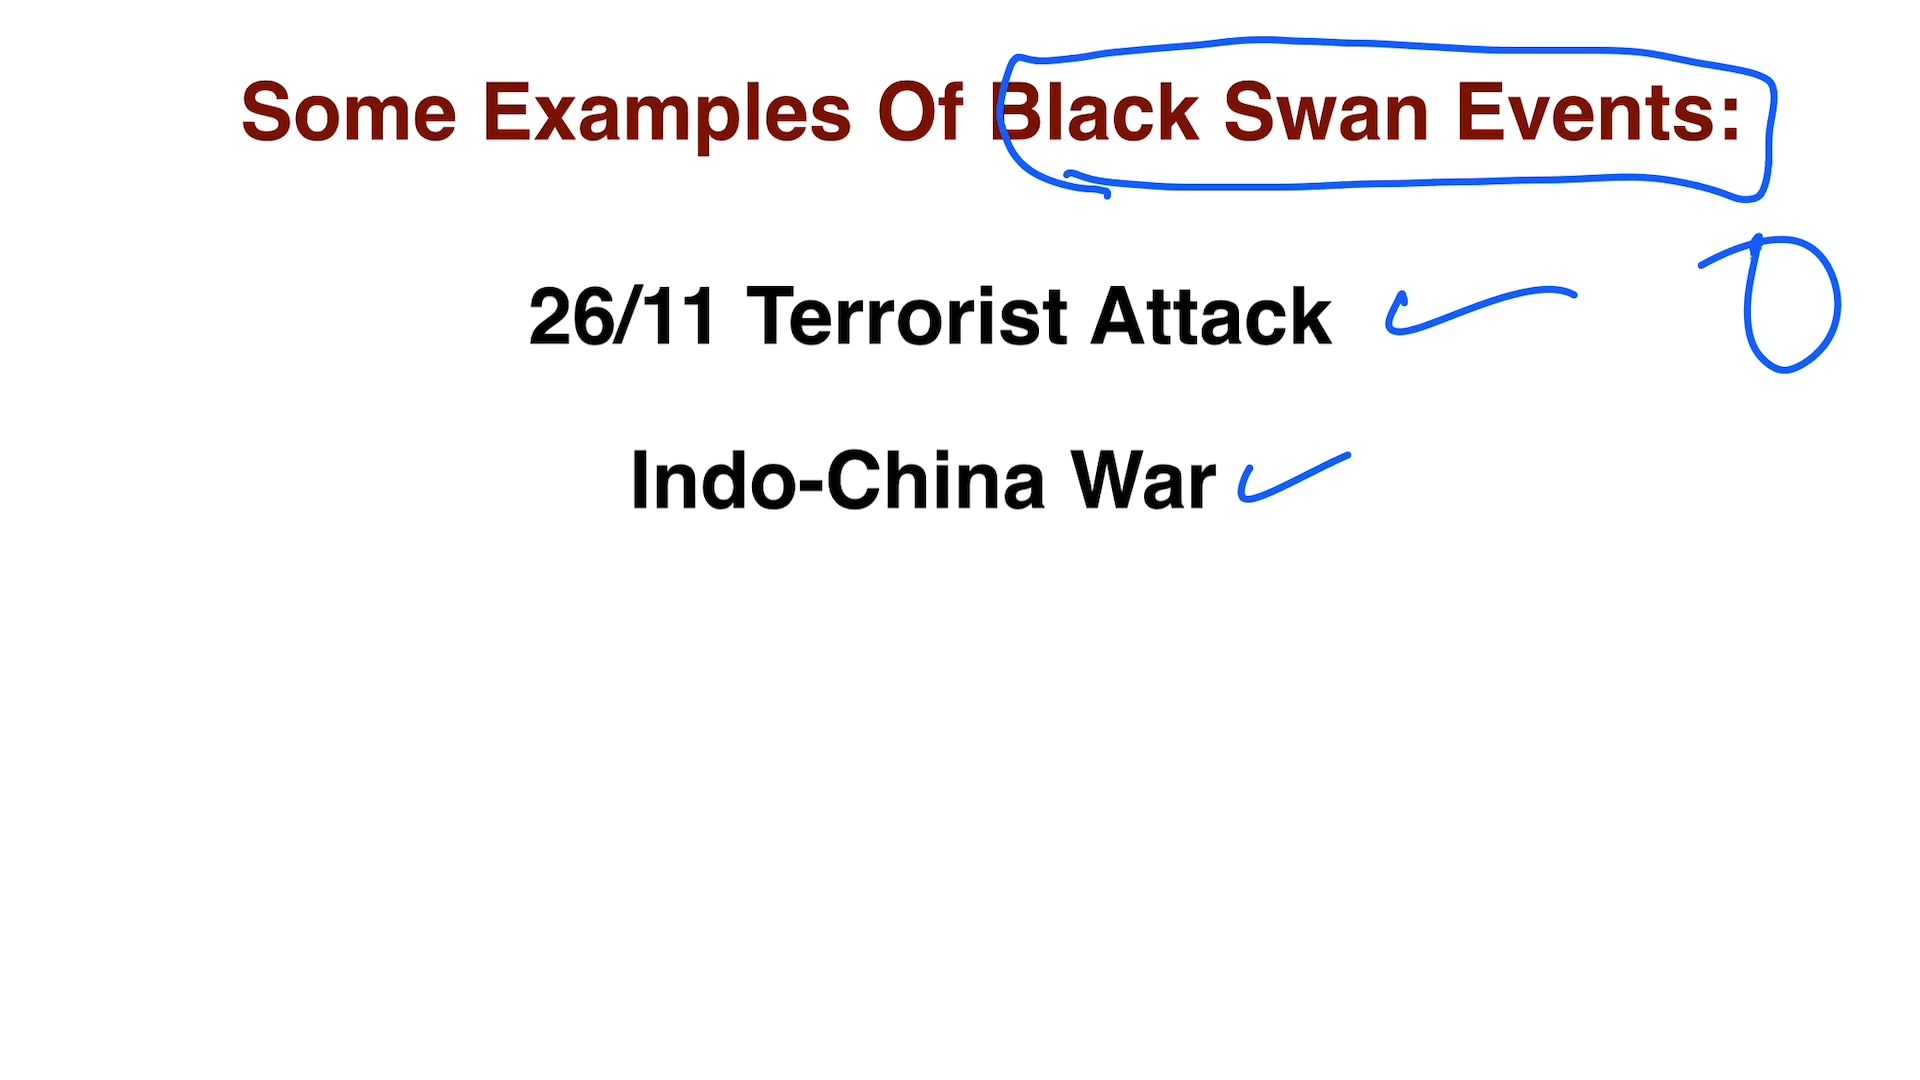 Some Examples Of Black Swan Events:
26/11 Terrorist Attack
Indo-China War